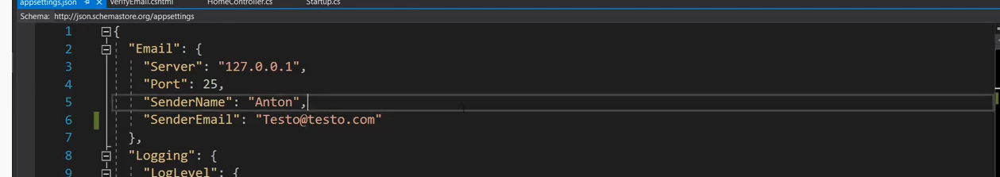 appsettings.json VerifyEmail.cshtml HomeController.cs Startup.cs
Schema: http://json.schemastore.org/appsettings
1 {
2 "Email": {
3 "Server": "127.0.0.1",
4 "Port": 25,
5 "SenderName": "Anton",
6 "SenderEmail": "Testo@testo.com"
7 },
8 "Logging": {
9 "LogLevel": {